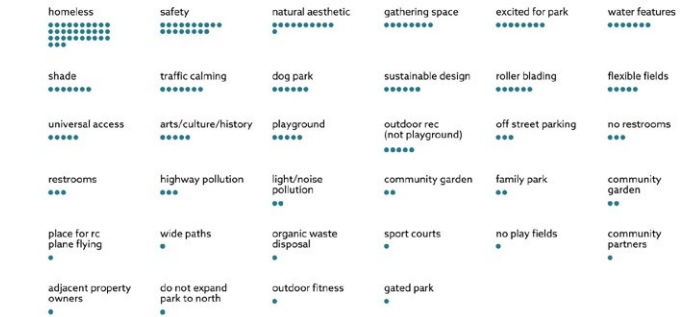 homeless
safety
natural aesthetic
gathering space
excited for park
water features
shade
traffic calming
dog park
sustainable design
roller blading
flexible fields
universal access
arts/culture/history
playground
outdoor rec
(not playground)
off street parking
no restrooms
restrooms
highway pollution
light/noise
pollution
community garden
family park
community
garden
place for rc
plane flying
wide paths
organic waste
disposal
sport courts
no play fields
community
partners
adjacent property
owners
do not expand
park to north
outdoor fitness
gated park